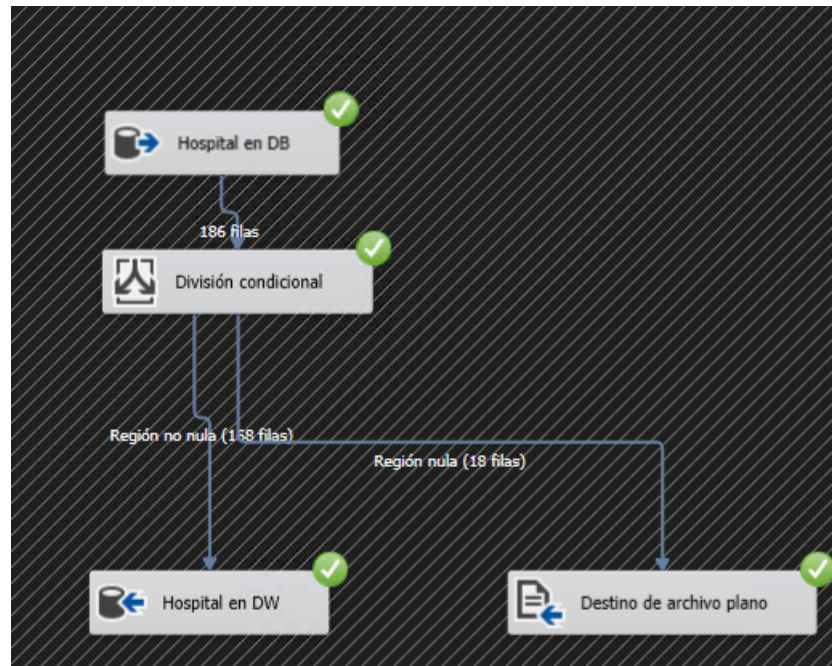 Hospital en DB
186 filas
División condicional
Región no nula (168 filas)
Región nula (18 filas)
Hospital en DW
Destino de archivo plano